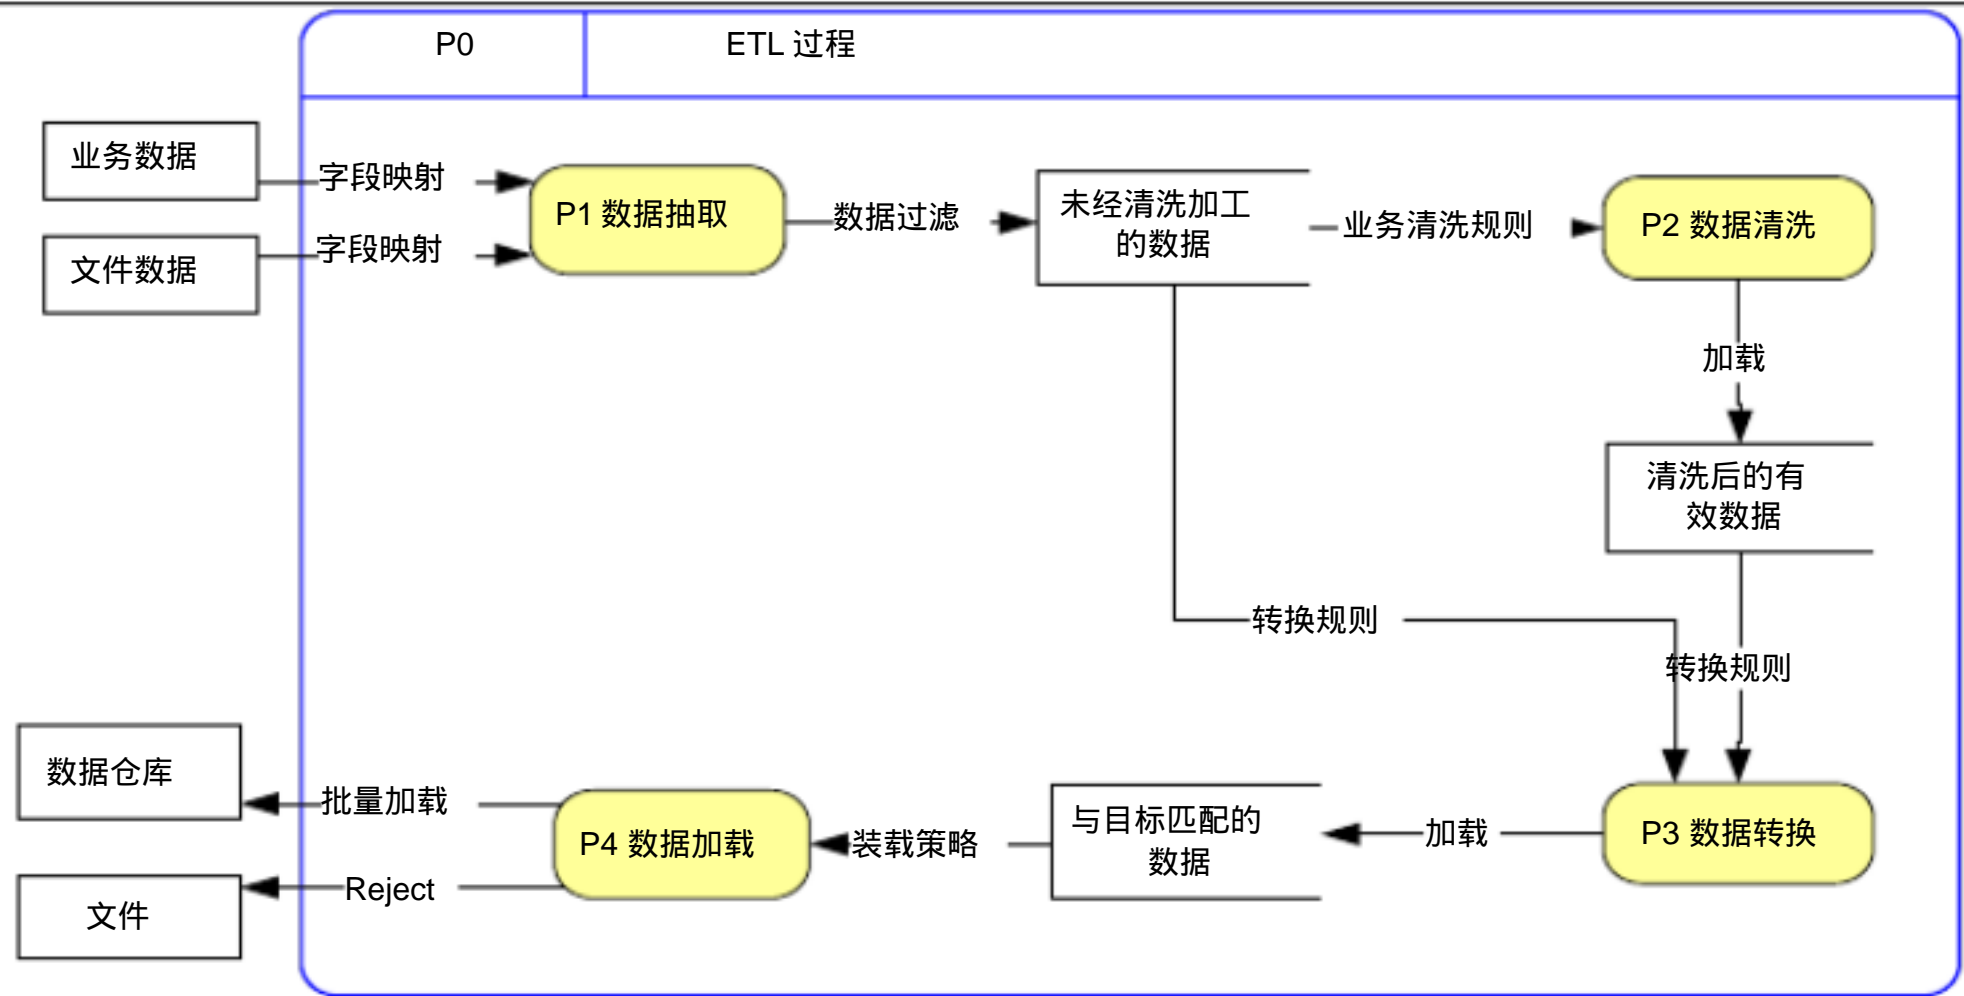 P0
ETL 过程
业务数据
字段映射
P1 数据抽取
数据过滤
未经清洗加工
的数据
业务清洗规则
P2 数据清洗
文件数据
字段映射
加载
清洗后的有
效数据
转换规则
转换规则
数据仓库
批量加载
P4 数据加载
装载策略
与目标匹配的
数据
加载
P3 数据转换
文件
Reject